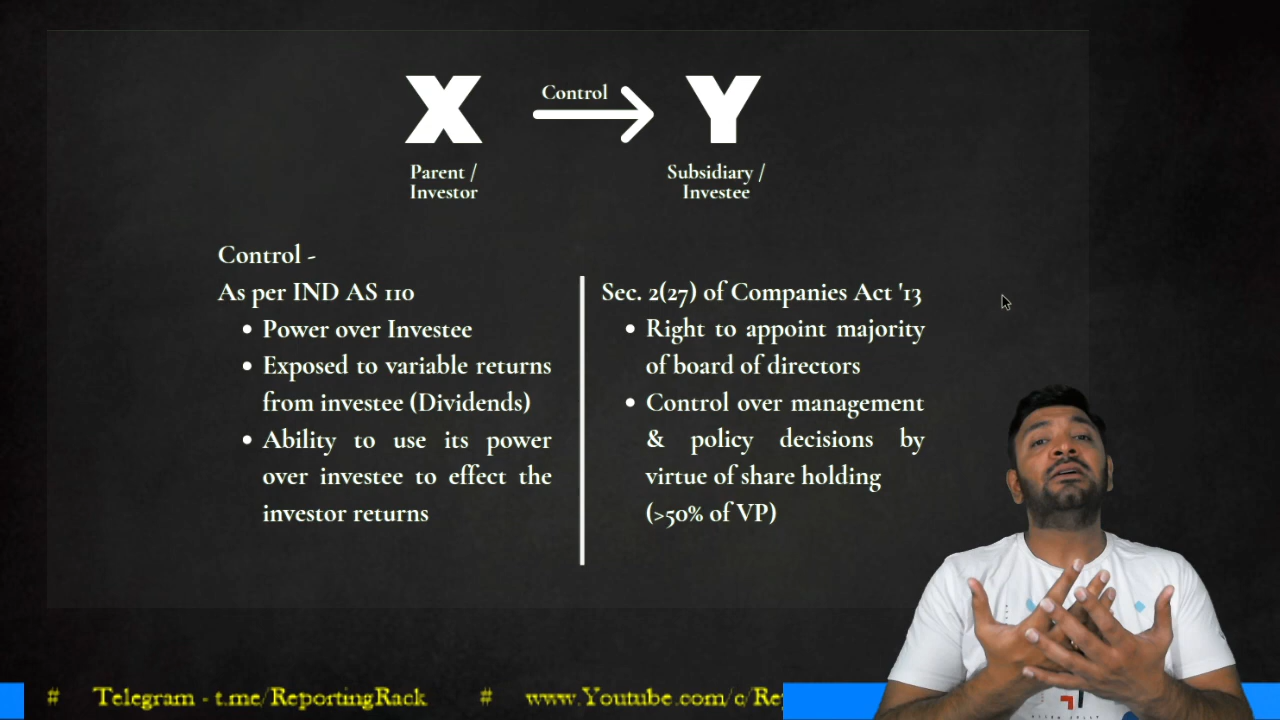 X
Control
Y
Parent /
Investor
Subsidiary /
Investee
Control -
As per IND AS 110
• Power over Investee
• Exposed to variable returns
from investee (Dividends)
• Ability to use its power
over investee to effect the
investor returns
Sec. 2(27) of Companies Act '13
• Right to appoint majority
of board of directors
• Control over management
& policy decisions by
virtue of share holding
(>50% of VP)
# Telegram - t.me/ReportingRack # www.Youtube.com/c/Re